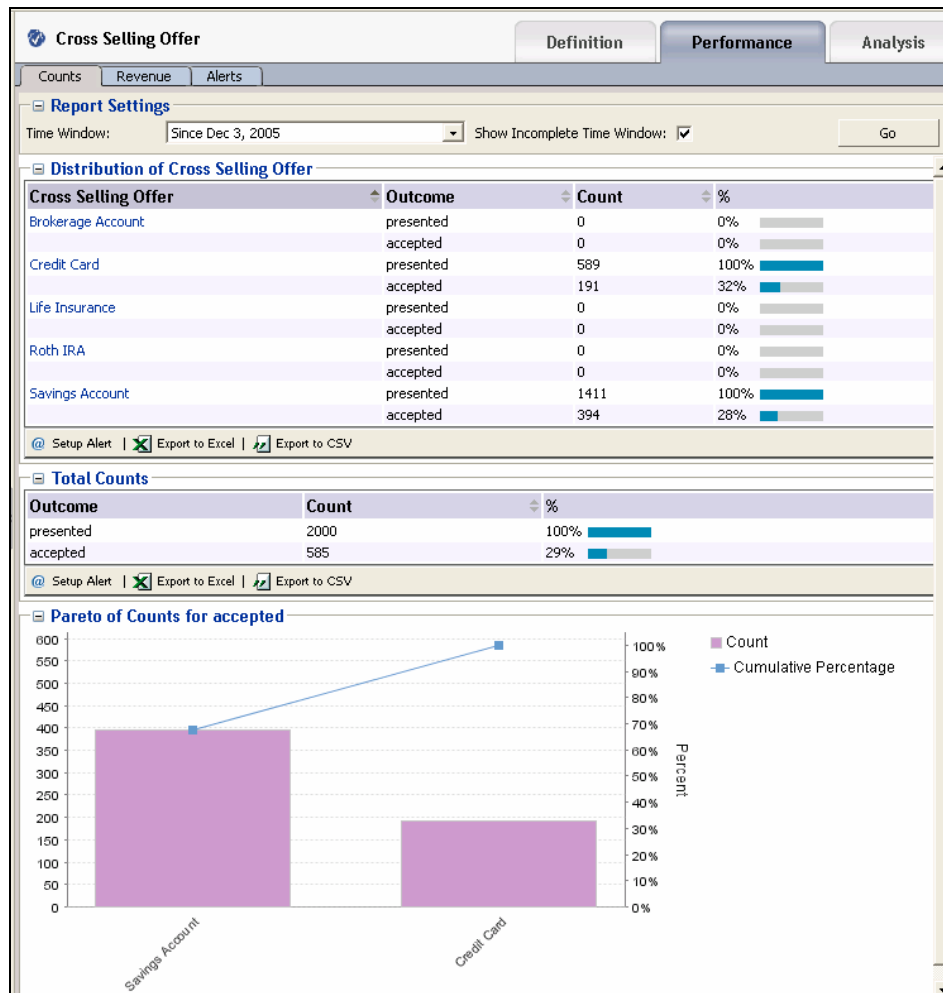 Cross Selling Offer
Definition Performance Analysis
Counts Revenue Alerts
Report Settings
Time Window: Since Dec 3, 2005 Show Incomplete Time Window: Go
Distribution of Cross Selling Offer
Cross Selling Offer Outcome Count %
Brokerage Account presented 0 0%
accepted 0 0%
Credit Card presented 589 100%
accepted 191 32%
Life Insurance presented 0 0%
accepted 0 0%
Roth IRA presented 0 0%
accepted 0 0%
Savings Account presented 1411 100%
accepted 394 28%
@ Setup Alert | Export to Excel | Export to CSV
Total Counts
Outcome Count %
presented 2000 100%
accepted 585 29%
@ Setup Alert | Export to Excel | Export to CSV
Pareto of Counts for accepted
600
550
500
450
400
350
300
250
200
150
100
50
0
100%
90%
80%
70%
60%
50%
40%
30%
20%
10%
0%
Percent
Count
Cumulative Percentage
Savings Account
Credit Card